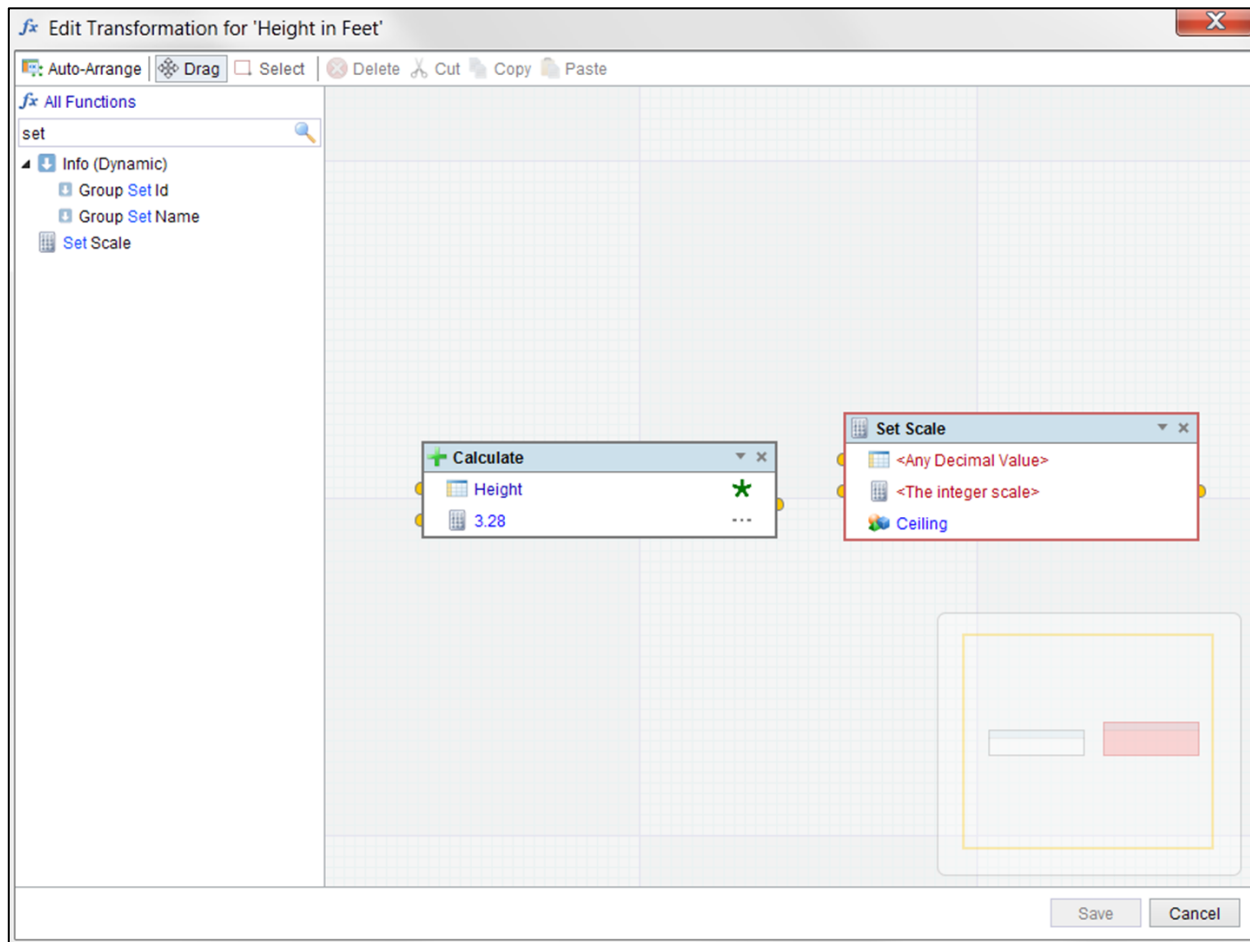 fx Edit Transformation for 'Height in Feet'
Auto-Arrange Drag Select Delete Cut Copy Paste
fx All Functions
set
Info (Dynamic)
Group Set Id
Group Set Name
Set Scale
Calculate
Height *
3.28 ...
Set Scale
<Any Decimal Value>
<The integer scale>
Ceiling
Save Cancel